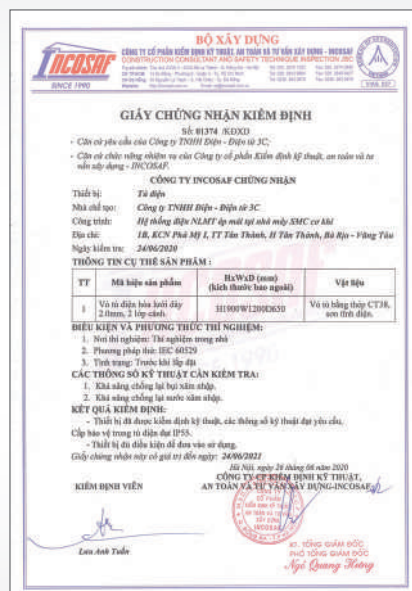 BỘ XÂY DỰNG
CÔNG TY CỔ PHẦN KIỂM ĐỊNH KỸ THUẬT, AN TOÀN VÀ TƯ VẤN XÂY DỰNG - INCOSAF
CONSTRUCTION CONSULTANT AND SAFETY TECHNIQUE INSPECTION JSC
INCOSAF
SINCE 1990
GIẤY CHỨNG NHẬN KIỂM ĐỊNH
Số: 01374 /KĐXD
- Căn cứ yêu cầu của Công ty TNHH Điện - Điện tử 3C;
- Căn cứ chức năng nhiệm vụ của Công ty cổ phần Kiểm định kỹ thuật, an toàn và tư
vấn xây dựng - INCOSAF.
CÔNG TY INCOSAF CHỨNG NHẬN
Thiết bị: Tủ điện
Nhà chế tạo: Công ty TNHH Điện - Điện tử 3C
Công trình: Hệ thống điện NLMT áp mái tại nhà máy SMC cơ khí
Địa chỉ: 1B, KCN Phú Mỹ I, TT Tân Thành, H Tân Thành, Bà Rịa - Vũng Tàu
Ngày kiểm tra: 24/06/2020
THÔNG TIN CỤ THỂ SẢN PHẨM :
TT Mã hiệu sản phẩm HxWxD (mm) (kích thước bao ngoài) Vật liệu
1 Vỏ tủ điện hòa lưới dày 2.0mm, 2 lớp cánh. H1900W1200D650 Vỏ tủ bằng thép CT38, sơn tĩnh điện.
ĐIỀU KIỆN VÀ PHƯƠNG THỨC THÍ NGHIỆM:
1. Nơi thí nghiệm: Thí nghiệm trong nhà
2. Phương pháp thử: IEC 60529
3. Tình trạng: Trước khi lắp đặt
CÁC THÔNG SỐ KỸ THUẬT CẦN KIỂM TRA:
1. Khả năng chống lại bụi xâm nhập.
2. Khả năng chống lại nước xâm nhập.
KẾT QUẢ KIỂM ĐỊNH:
- Thiết bị đã được kiểm định kỹ thuật, các thông số kỹ thuật đạt yêu cầu.
Cấp bảo vệ trong tủ điện đạt IP55.
- Thiết bị đủ điều kiện để đưa vào sử dụng.
Giấy chứng nhận này có giá trị đến ngày: 24/06/2021
Hà Nội, ngày 26 tháng 06 năm 2020
KIỂM ĐỊNH VIÊN
CÔNG TY CP KIỂM ĐỊNH KỸ THUẬT,
AN TOÀN VÀ TƯ VẤN XÂY DỰNG-INCOSAF
Lưu Anh Tuấn
KT. TỔNG GIÁM ĐỐC
PHÓ TỔNG GIÁM ĐỐC
Ngô Quang Hưng